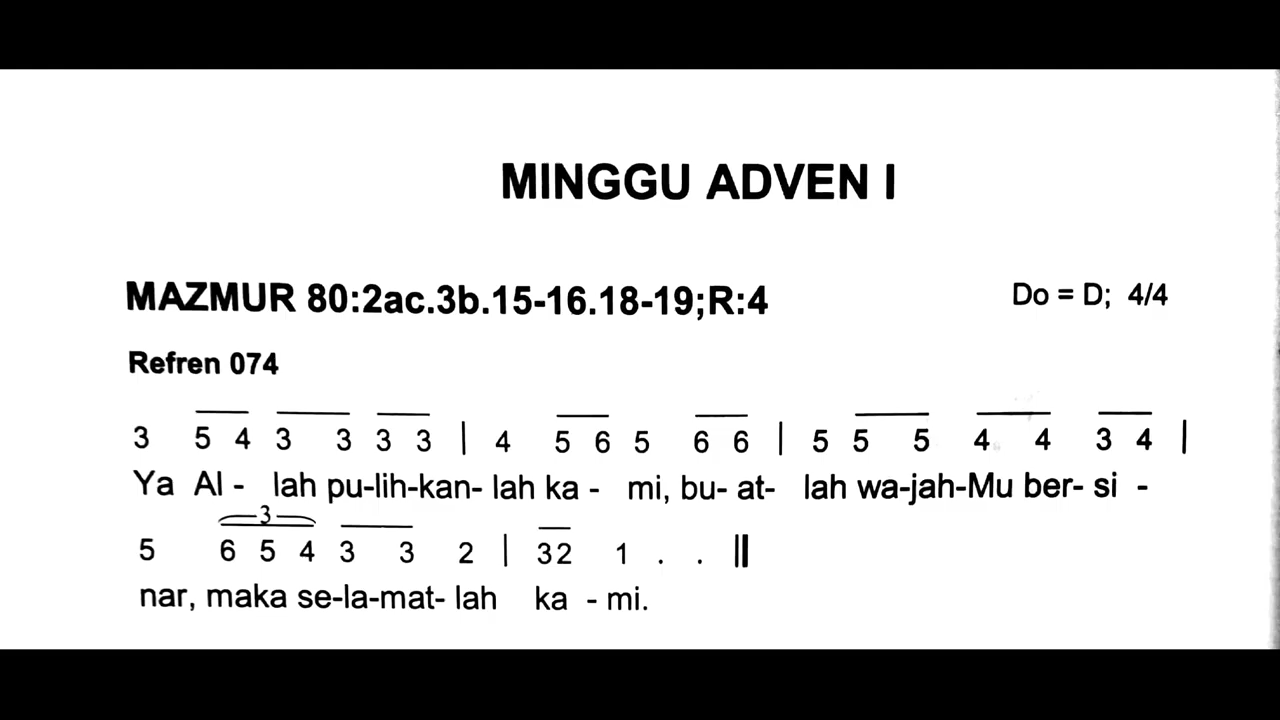 MINGGU ADVEN I
MAZMUR 80:2ac.3b.15-16.18-19;R:4 Do = D; 4/4
Refren 074
3 5 4 3 3 3 3 | 4 5 6 5 6 6 | 5 5 5 4 4 3 4 |
Ya Al - lah pu-lih-kan- lah ka - mi, bu- at- lah wa-jah-Mu ber- si -
3
5 6 5 4 3 3 2 | 32 1 . . ||
nar, maka se-la-mat- lah ka - mi.